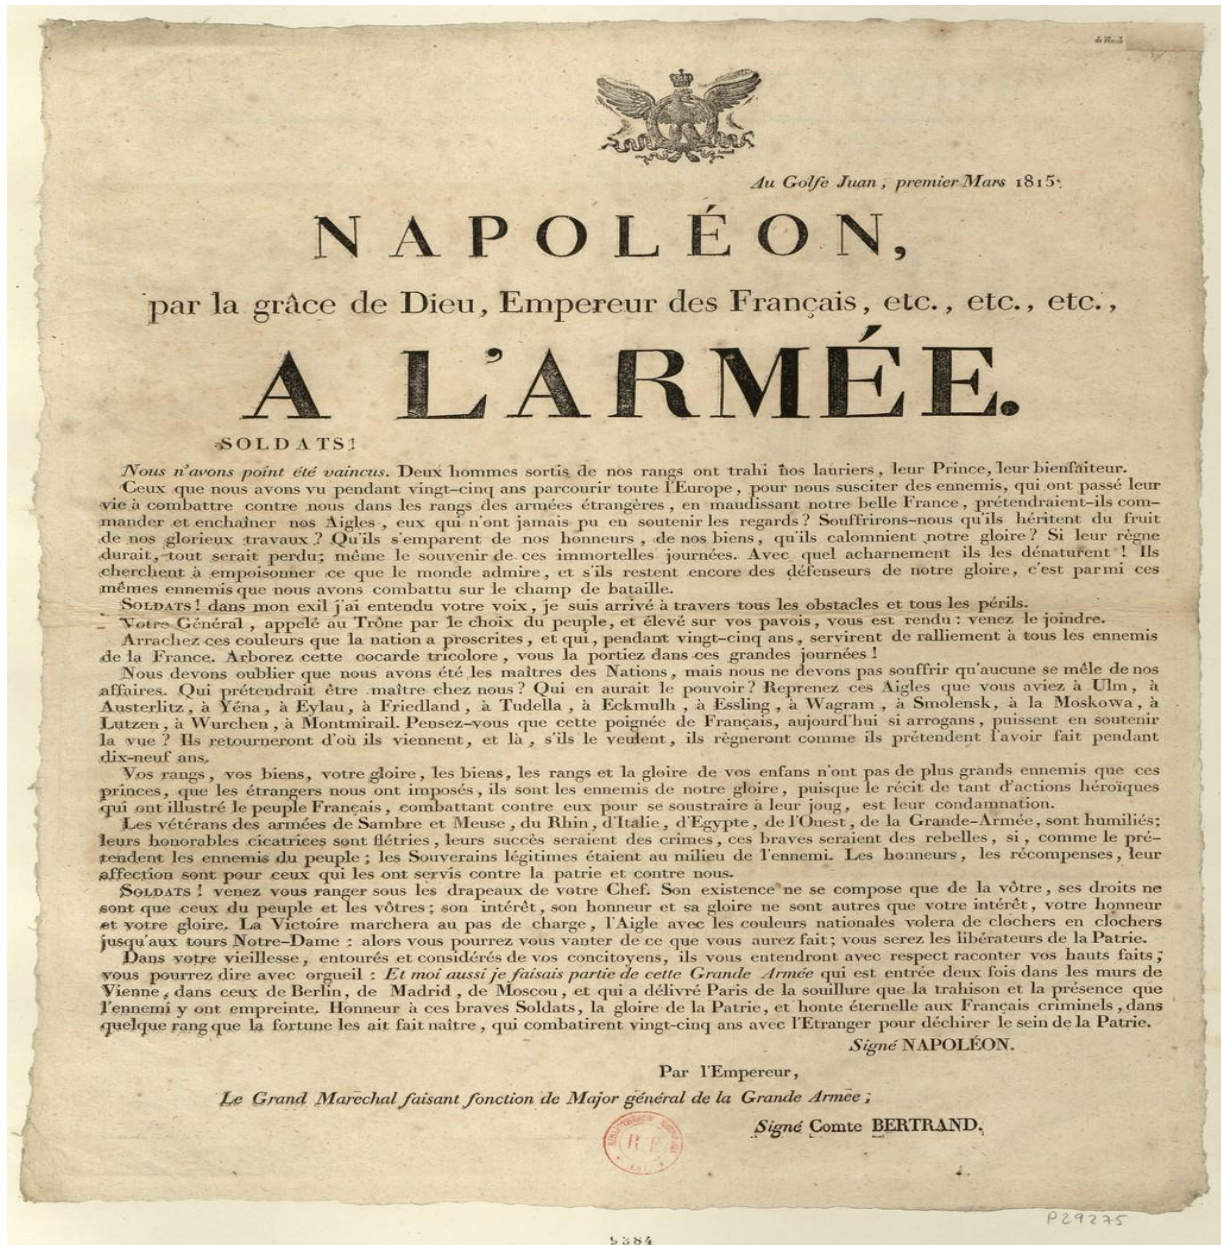 Au Golfe Juan, premier Mars 1815.
NAPOLÉON,
par la grâce de Dieu, Empereur des Français, etc., etc., etc.,
A L'ARMÉE.
SOLDATS!
Nous n'avons point été vaincus. Deux hommes sortis de nos rangs ont trahi nos lauriers, leur Prince, leur bienfaiteur.
Ceux que nous avons vu pendant vingt-cinq ans parcourir toute l'Europe, pour nous susciter des ennemis, qui ont passé leur
vie à combattre contre nous dans les rangs des armées étrangères, en maudissant notre belle France, prétendraient-ils com-
mander et enchaîner nos Aigles, eux qui n'ont jamais pu en soutenir les regards? Souffrirons-nous qu'ils héritent du fruit
de nos glorieux travaux? Qu'ils s'emparent de nos honneurs, de nos biens, qu'ils calomnient notre gloire? Si leur règne
durait, tout serait perdu; même le souvenir de ces immortelles journées. Avec quel acharnement ils les dénaturent! Ils
cherchent à empoisonner ce que le monde admire, et s'ils restent encore des défenseurs de notre gloire, c'est parmi ces
mêmes ennemis que nous avons combattu sur le champ de bataille.
SOLDATS! dans mon exil j'ai entendu votre voix, je suis arrivé à travers tous les obstacles et tous les périls.
Votre Général, appelé au Trône par le choix du peuple, et élevé sur vos pavois, vous est rendu: venez le joindre.
Arrachez ces couleurs que la nation a proscrites, et qui, pendant vingt-cinq ans, servirent de ralliement à tous les ennemis
de la France. Arborez cette cocarde tricolore, vous la portiez dans ces grandes journées!
Nous devons oublier que nous avons été les maîtres des Nations, mais nous ne devons pas souffrir qu'aucune se mêle de nos
affaires. Qui prétendrait être maître chez nous? Qui en aurait le pouvoir? Reprenez ces Aigles que vous aviez à Ulm, à
Austerlitz, à Yéna, à Eylau, à Friedland, à Tudella, à Eckmulh, à Essling, à Wagram, à Smolensk, à la Moskowa, à
Lutzen, à Wurchen, à Montmirail. Pensez-vous que cette poignée de Français, aujourd'hui si arrogans, puissent en soutenir
la vue? Ils retourneront d'où ils viennent, et là, s'ils le veulent, ils règneront comme ils prétendent l'avoir fait pendant
dix-neuf ans.
Vos rangs, vos biens, votre gloire, les biens, les rangs et la gloire de vos enfans n'ont pas de plus grands ennemis que ces
princes, que les étrangers nous ont imposés, ils sont les ennemis de notre gloire, puisque le récit de tant d'actions héroïques
qui ont illustré le peuple Français, combattant contre eux pour se soustraire à leur joug, est leur condamnation.
Les vétérans des armées de Sambre et Meuse, du Rhin, d'Italie, d'Egypte, de l'Ouest, de la Grande-Armée, sont humiliés;
leurs honorables cicatrices sont flétries, leurs succès seraient des crimes, ces braves seraient des rebelles, si, comme le pré-
tendent les ennemis du peuple; les Souverains légitimes étaient au milieu de l'ennemi. Les honneurs, les récompenses, leur
affection sont pour ceux qui les ont servis contre la patrie et contre nous.
SOLDATS! venez vous ranger sous les drapeaux de votre Chef. Son existence ne se compose que de la vôtre, ses droits ne
sont que ceux du peuple et les vôtres; son intérêt, son honneur et sa gloire ne sont autres que votre intérêt, votre honneur
et votre gloire. La Victoire marchera au pas de charge, l'Aigle avec les couleurs nationales volera de clochers en clochers
jusqu'aux tours Notre-Dame: alors vous pourrez vous vanter de ce que vous aurez fait; vous serez les libérateurs de la Patrie.
Dans votre vieillesse, entourés et considérés de vos concitoyens, ils vous entendront avec respect raconter vos hauts faits;
vous pourrez dire avec orgueil: Et moi aussi je faisais partie de cette Grande Armée qui est entrée deux fois dans les murs de
Vienne, dans ceux de Berlin, de Madrid, de Moscou, et qui a délivré Paris de la souillure que la trahison et la présence que
l'ennemi y ont empreinte. Honneur à ces braves Soldats, la gloire de la Patrie, et honte éternelle aux Français criminels, dans
quelque rang que la fortune les ait fait naître, qui combatirent vingt-cinq ans avec l'Etranger pour déchirer le sein de la Patrie.
Signé NAPOLÉON.
Par l'Empereur,
Le Grand Maréchal faisant fonction de Major général de la Grande Armée;
Signé Comte BERTRAND.
P29275